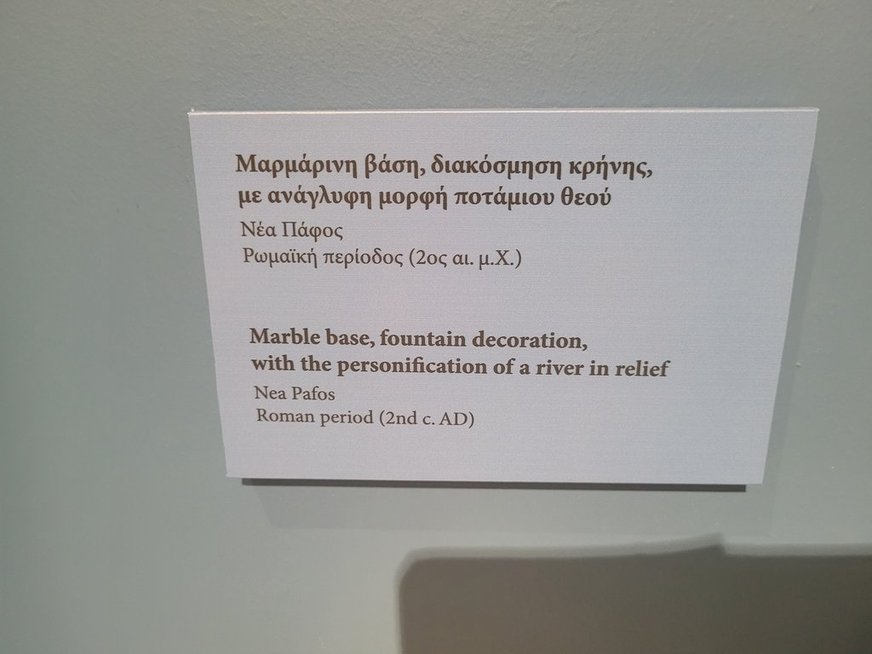 Μαρμάρινη βάση, διακόσμηση κρήνης,
με ανάγλυφη μορφή ποτάμιου θεού
Νέα Πάφος
Ρωμαϊκή περίοδος (2ος αι. μ.Χ.)
Marble base, fountain decoration,
with the personification of a river in relief
Nea Pafos
Roman period (2nd c. AD)